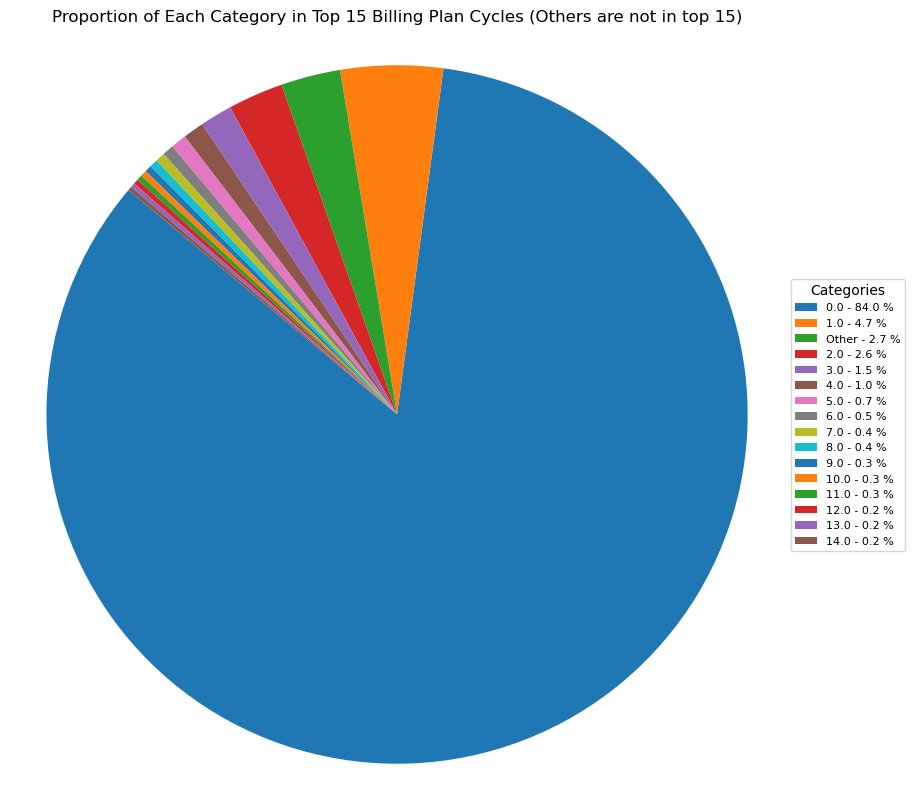 Proportion of Each Category in Top 15 Billing Plan Cycles (Others are not in top 15)
Categories
0.0 - 84.0 %
1.0 - 4.7 %
Other - 2.7 %
2.0 - 2.6 %
3.0 - 1.5 %
4.0 - 1.0 %
5.0 - 0.7 %
6.0 - 0.5 %
7.0 - 0.4 %
8.0 - 0.4 %
9.0 - 0.3 %
10.0 - 0.3 %
11.0 - 0.3 %
12.0 - 0.2 %
13.0 - 0.2 %
14.0 - 0.2 %